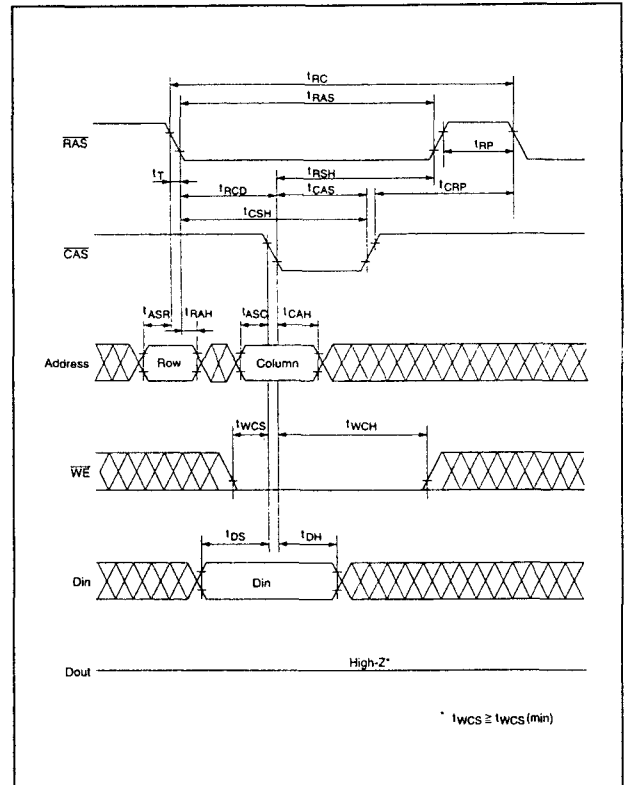 tRC
tRAS
RAS
tRP
tT
tRSH
tRCD
tCAS
tCRP
tCSH
CAS
tASR
tRAH
tASC
tCAH
Address
Row
Column
tWCS
tWCH
WE
tDS
tDH
Din
Din
High-Z*
Dout
* tWCS ≧ tWCS(min)